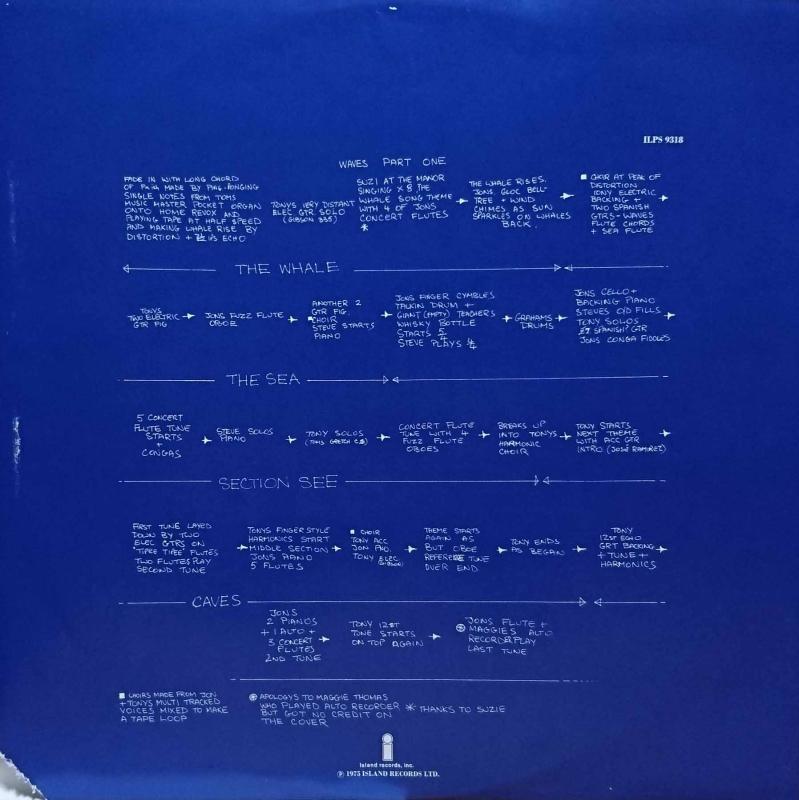 ILPS 9318
WAVES PART ONE
FADE IN WITH LONG CHORD
MADE BY PING-PONGING
SINGLE NOTES FROM TOMS
MUSIC MASTER POCKET ORGAN
ONTO HOME REVOX AND
PLAYING TAPE AT HALF SPEED
AND MAKING WHALE RISE BY
DISTORTION + ECHO
TONYS VERY DISTANT
ELEC GTR SOLO
(GIBSON 335)
SUZI AT THE MANOR
SINGING X 8 THE
WHALE SONG THEME
WITH 4 OF JONS
CONCERT FLUTES
*
THE WHALE RISES.
JONS. GLOC BELL-
TREE + WIND
CHIMES AS SUN
SPARKLES ON WHALES
BACK.
■ CHOIR AT PEAK OF
DISTORTION
TONY ELECTRIC
BACKING +
TWO SPANISH
GTRS - WAVES
FLUTE CHORDS
+ SEA FLUTE
THE WHALE
TONYS
TWO ELECTRIC
GTR FIG
JONS FUZZ FLUTE
OBOE
ANOTHER 2
GTR FIG.
■ CHOIR
STEVE STARTS
PIANO
JONS FINGER CYMBLES
TALKIN DRUM +
GIANT (EMPTY) TEACHERS
WHISKY BOTTLE
STARTS 5/4
STEVE PLAYS 4/4
GRAHAMS
DRUMS
JONS CELLO +
BACKING PIANO
STEVES FILLS
TONY SOLOS
SPANISH GTR
JONS CONGA FIDDLES
THE SEA
5 CONCERT
FLUTE TUNE
STARTS
+
CONGAS
STEVE SOLOS
PIANO
TONY SOLOS
CONCERT FLUTE
TUNE WITH 4
FUZZ FLUTE
OBOES
BREAKS UP
INTO TONYS
HARMONIC
CHOIR
TONY STARTS
NEXT THEME
WITH ACC GTR
INTRO (JOSÉ RAMIREZ)
SECTION SEE
FIRST TUNE LAYED
DOWN BY TWO
ELEC GTRS ON
FLUTES
TWO FLUTES PLAY
SECOND TUNE
TONYS FINGER STYLE
HARMONICS START
MIDDLE SECTION
JONS PIANO
5 FLUTES
■ CHOIR
TONY ACC
JON PNO.
TONY ELEC
(GIBSON)
THEME STARTS
AGAIN AS
BUT OBOE
REFERENCE TUNE
OVER END
TONY ENDS
AS BEGAN
TONY
12ST ECHO
GRT BACKING
+ TUNE +
HARMONICS
CAVES
JONS
2 PIANOS
+ 1 AUTO +
3 CONCERT
FLUTES
2ND TUNE
TONY 12ST
TUNE STARTS
ON TOP AGAIN
JONS FLUTE +
⊛ MAGGIES ALTO
RECORDER PLAY
LAST TUNE
■ CHOIRS MADE FROM JON
+ TONYS MULTI TRACKED
VOICES MIXED TO MAKE
A TAPE LOOP
⊛ APOLOGYS TO MAGGIE THOMAS
WHO PLAYED ALTO RECORDER
BUT GOT NO CREDIT ON
THE COVER
* THANKS TO SUZIE
i
Island records, inc.
℗ 1975 ISLAND RECORDS LTD.